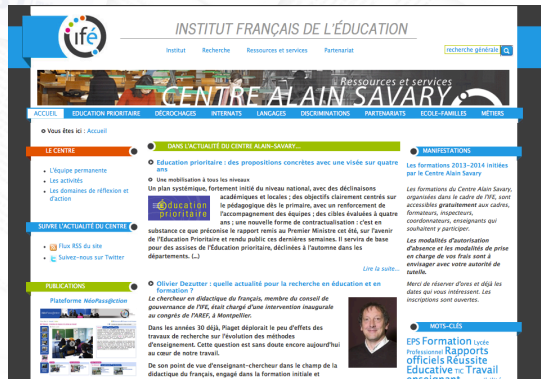 ifé
INSTITUT FRANÇAIS DE L'ÉDUCATION
Institut Recherche Ressources et services Partenariat
recherche générale
Ressources et services
CENTRE ALAIN SAVARY
ACCUEIL EDUCATION PRIORITAIRE DÉCROCHAGES INTERNATS LANGAGES DISCRIMINATIONS PARTENARIATS ECOLE-FAMILLES MÉTIERS
Vous êtes ici : Accueil
LE CENTRE
L'équipe permanente
Les activités
Les domaines de réflexion et
d'action
SUIVRE L'ACTUALITÉ DU CENTRE
Flux RSS du site
Suivez-nous sur Twitter
PUBLICATIONS
Plateforme NéoPass@ction
DANS L'ACTUALITÉ DU CENTRE ALAIN-SAVARY...
Education prioritaire : des propositions concrètes avec une visée sur quatre
ans
Une mobilisation à tous les niveaux
Un plan systémique, fortement initié du niveau national, avec des déclinaisons
éducation
prioritaire
académiques et locales ; des objectifs clairement centrés sur
le pédagogique dès le primaire, avec un renforcement de
l'accompagnement des équipes ; des cibles évaluées à quatre
ans ; une nouvelle forme de contractualisation : c'est en
substance ce que préconise le rapport remis au Premier Ministre cet été, sur l'avenir
de l'Education Prioritaire et rendu public ces dernières semaines. Il servira de base
pour des assises de l'Education prioritaire, déclinées à l'automne dans les
départements. (...)
Lire la suite...
Olivier Dezutter : quelle actualité pour la recherche en éducation et en
formation ?
Le chercheur en didactique du français, membre du conseil de
gouvernance de l'IFE, était chargé d'une intervention inaugurale
au congrès de l'AREF, à Montpellier.
Dans les années 30 déjà, Piaget déplorait le peu d'effets des
travaux de recherche sur l'évolution des méthodes
d'enseignement. Cette question est sans doute encore aujourd'hui
au cœur de notre travail.
De son point de vue d'enseignant-chercheur dans le champ de la
didactique du français, engagé dans la formation initiale et
MANIFESTATIONS
Les formations 2013-2014 initiées
par le Centre Alain Savary
Les formations du Centre Alain Savary,
organisées dans le cadre de l'IFÉ, sont
accessibles gratuitement aux cadres,
formateurs, inspecteurs,
coordonnateurs, enseignants qui
souhaitent y participer.
Les modalités d'autorisation
d'absence et les modalités de prise
en charge de vos frais sont à
envisager avec votre autorité de
tutelle.
Merci de réserver d'ores et déjà les
dates qui vous intéressent. Les
inscriptions sont ouvertes.
MOTS-CLÉS
EPS Formation Lycée
Professionnel Rapports
officiels Réussite
Educative TIC Travail
enseignant